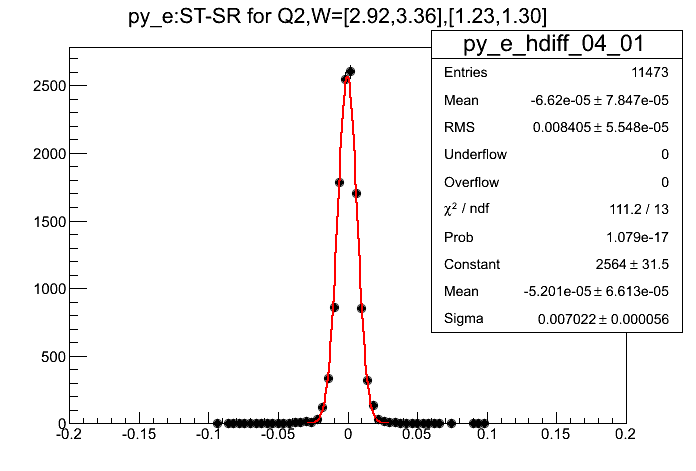 py_e:ST-SR for Q2,W=[2.92,3.36],[1.23,1.30]
py_e_hdiff_04_01
Entries 11473
Mean -6.62e-05 ± 7.847e-05
RMS 0.008405 ± 5.548e-05
Underflow 0
Overflow 0
χ² / ndf 111.2 / 13
Prob 1.079e-17
Constant 2564 ± 31.5
Mean -5.201e-05 ± 6.613e-05
Sigma 0.007022 ± 0.000056
2500
2000
1500
1000
500
0
-0.2 -0.15 -0.1 -0.05 0 0.05 0.1 0.15 0.2